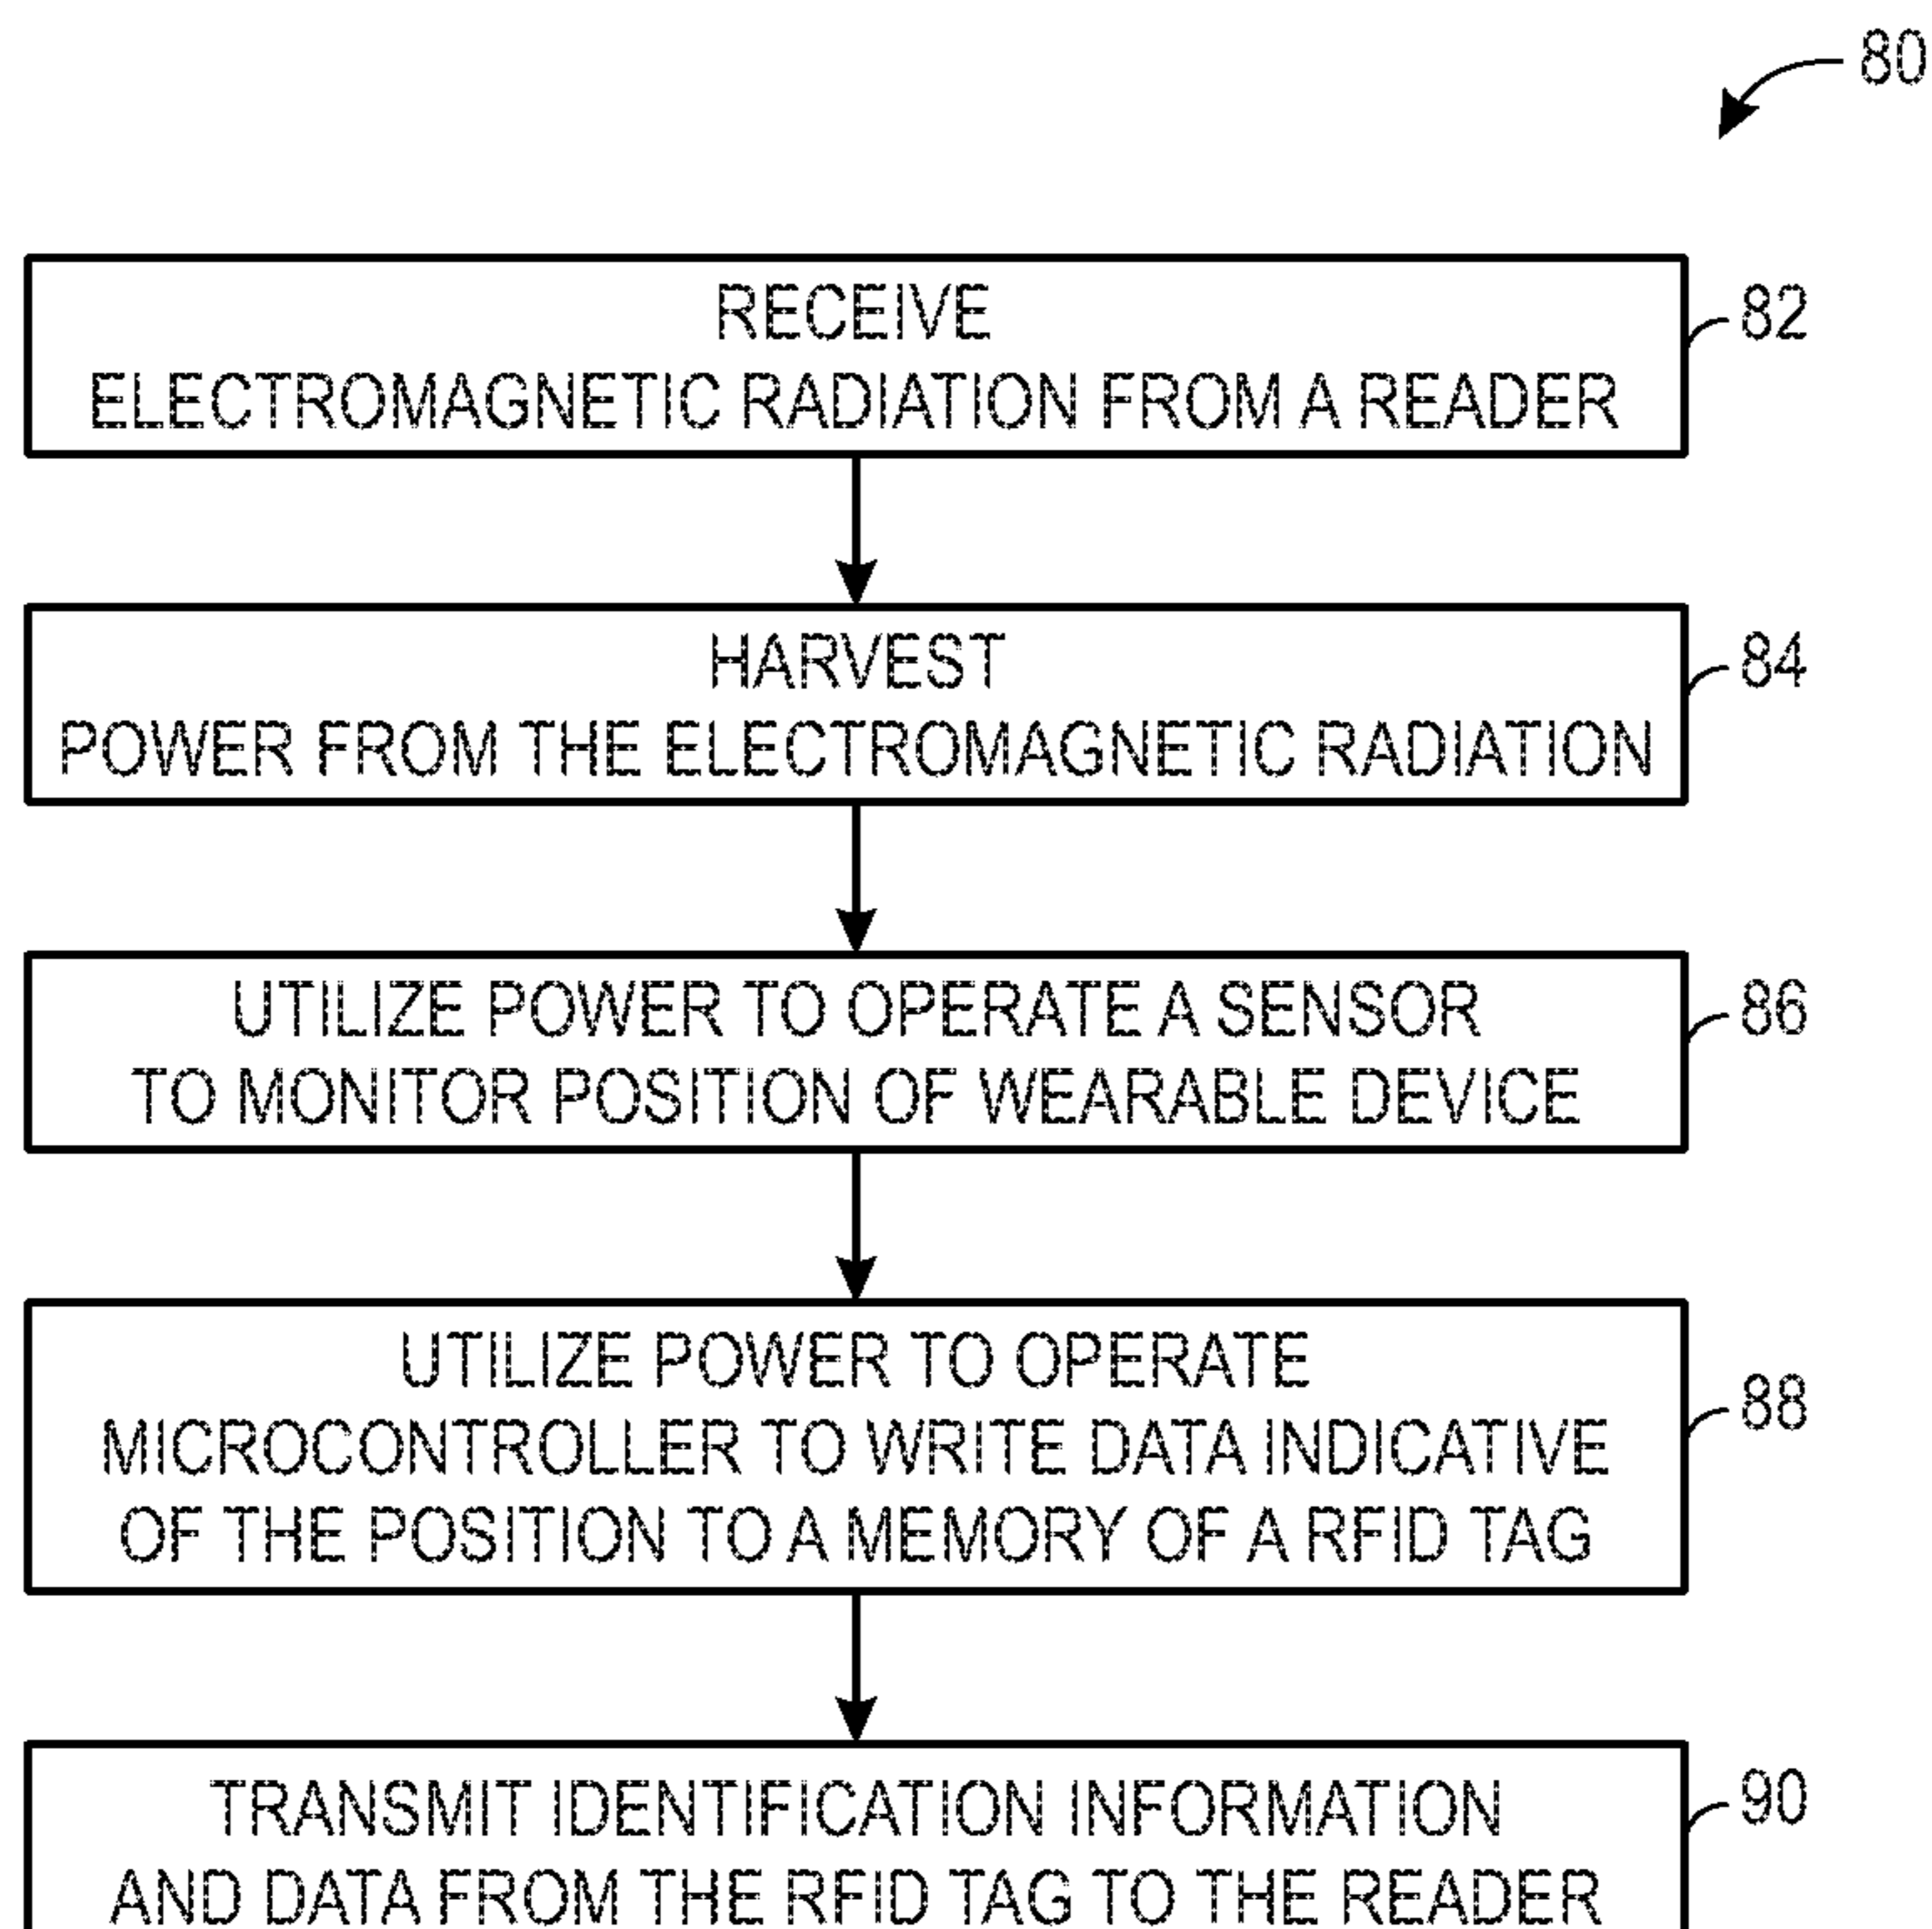 80
RECEIVE
ELECTROMAGNETIC RADIATION FROM A READER
82
HARVEST
POWER FROM THE ELECTROMAGNETIC RADIATION
84
UTILIZE POWER TO OPERATE A SENSOR
TO MONITOR POSITION OF WEARABLE DEVICE
86
UTILIZE POWER TO OPERATE
MICROCONTROLLER TO WRITE DATA INDICATIVE
OF THE POSITION TO A MEMORY OF A RFID TAG
88
TRANSMIT IDENTIFICATION INFORMATION
AND DATA FROM THE RFID TAG TO THE READER
90